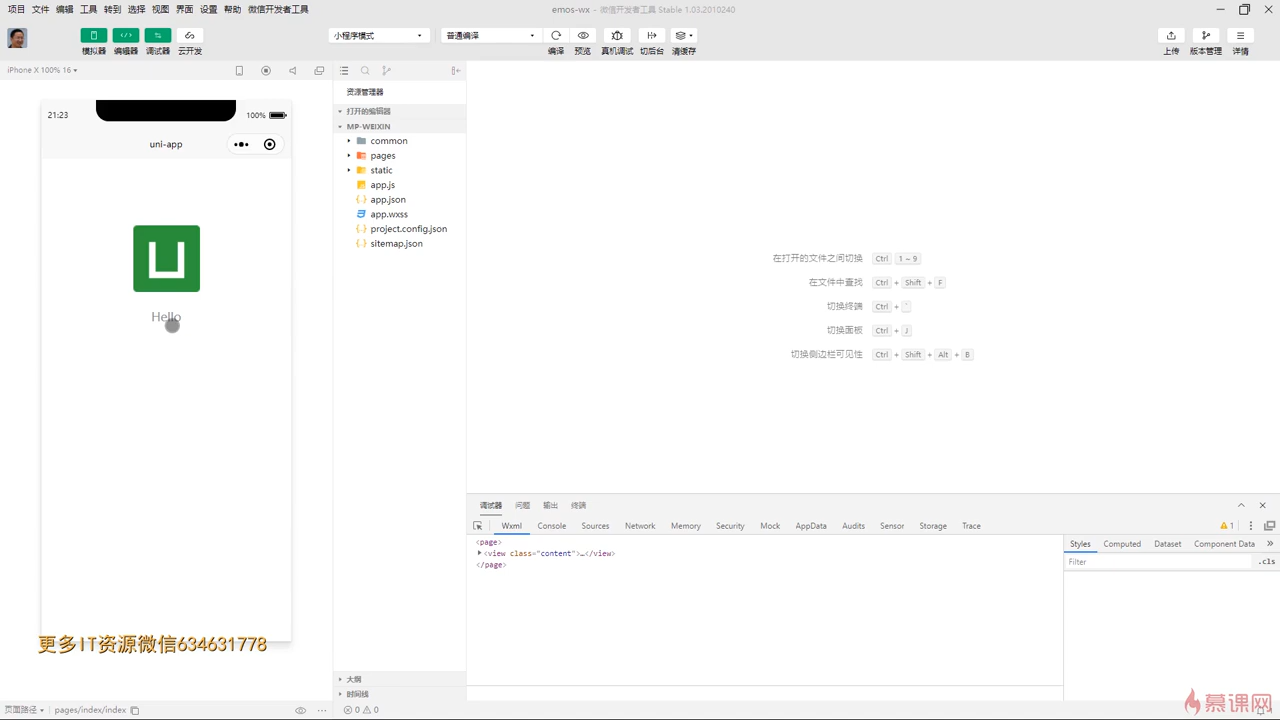 项目 文件 编辑 工具 转到 选择 视图 界面 设置 帮助 微信开发者工具
emos-wx - 微信开发者工具 Stable 1.03.2010240
模拟器 编辑器 调试器 云开发
小程序模式 普通编译
编译 预览 真机调试 切后台 清缓存
上传 版本管理 详情
iPhone X 100% 16
资源管理器
打开的编辑器
MP-WEIXIN
common
pages
static
app.js
app.json
app.wxss
project.config.json
sitemap.json
大纲
时间线
21:23
100%
uni-app
Hello
更多IT资源微信634631778
页面路径 pages/index/index
0 0
在打开的文件之间切换 Ctrl 1 ~ 9
在文件中查找 Ctrl + Shift + F
切换终端 Ctrl + `
切换面板 Ctrl + J
切换侧边栏可见性 Ctrl + Shift + Alt + B
调试器 问题 输出 终端
Wxml Console Sources Network Memory Security Mock AppData Audits Sensor Storage Trace
1
<page>
<view class="content">…</view>
</page>
Styles Computed Dataset Component Data
Filter .cls
慕课网